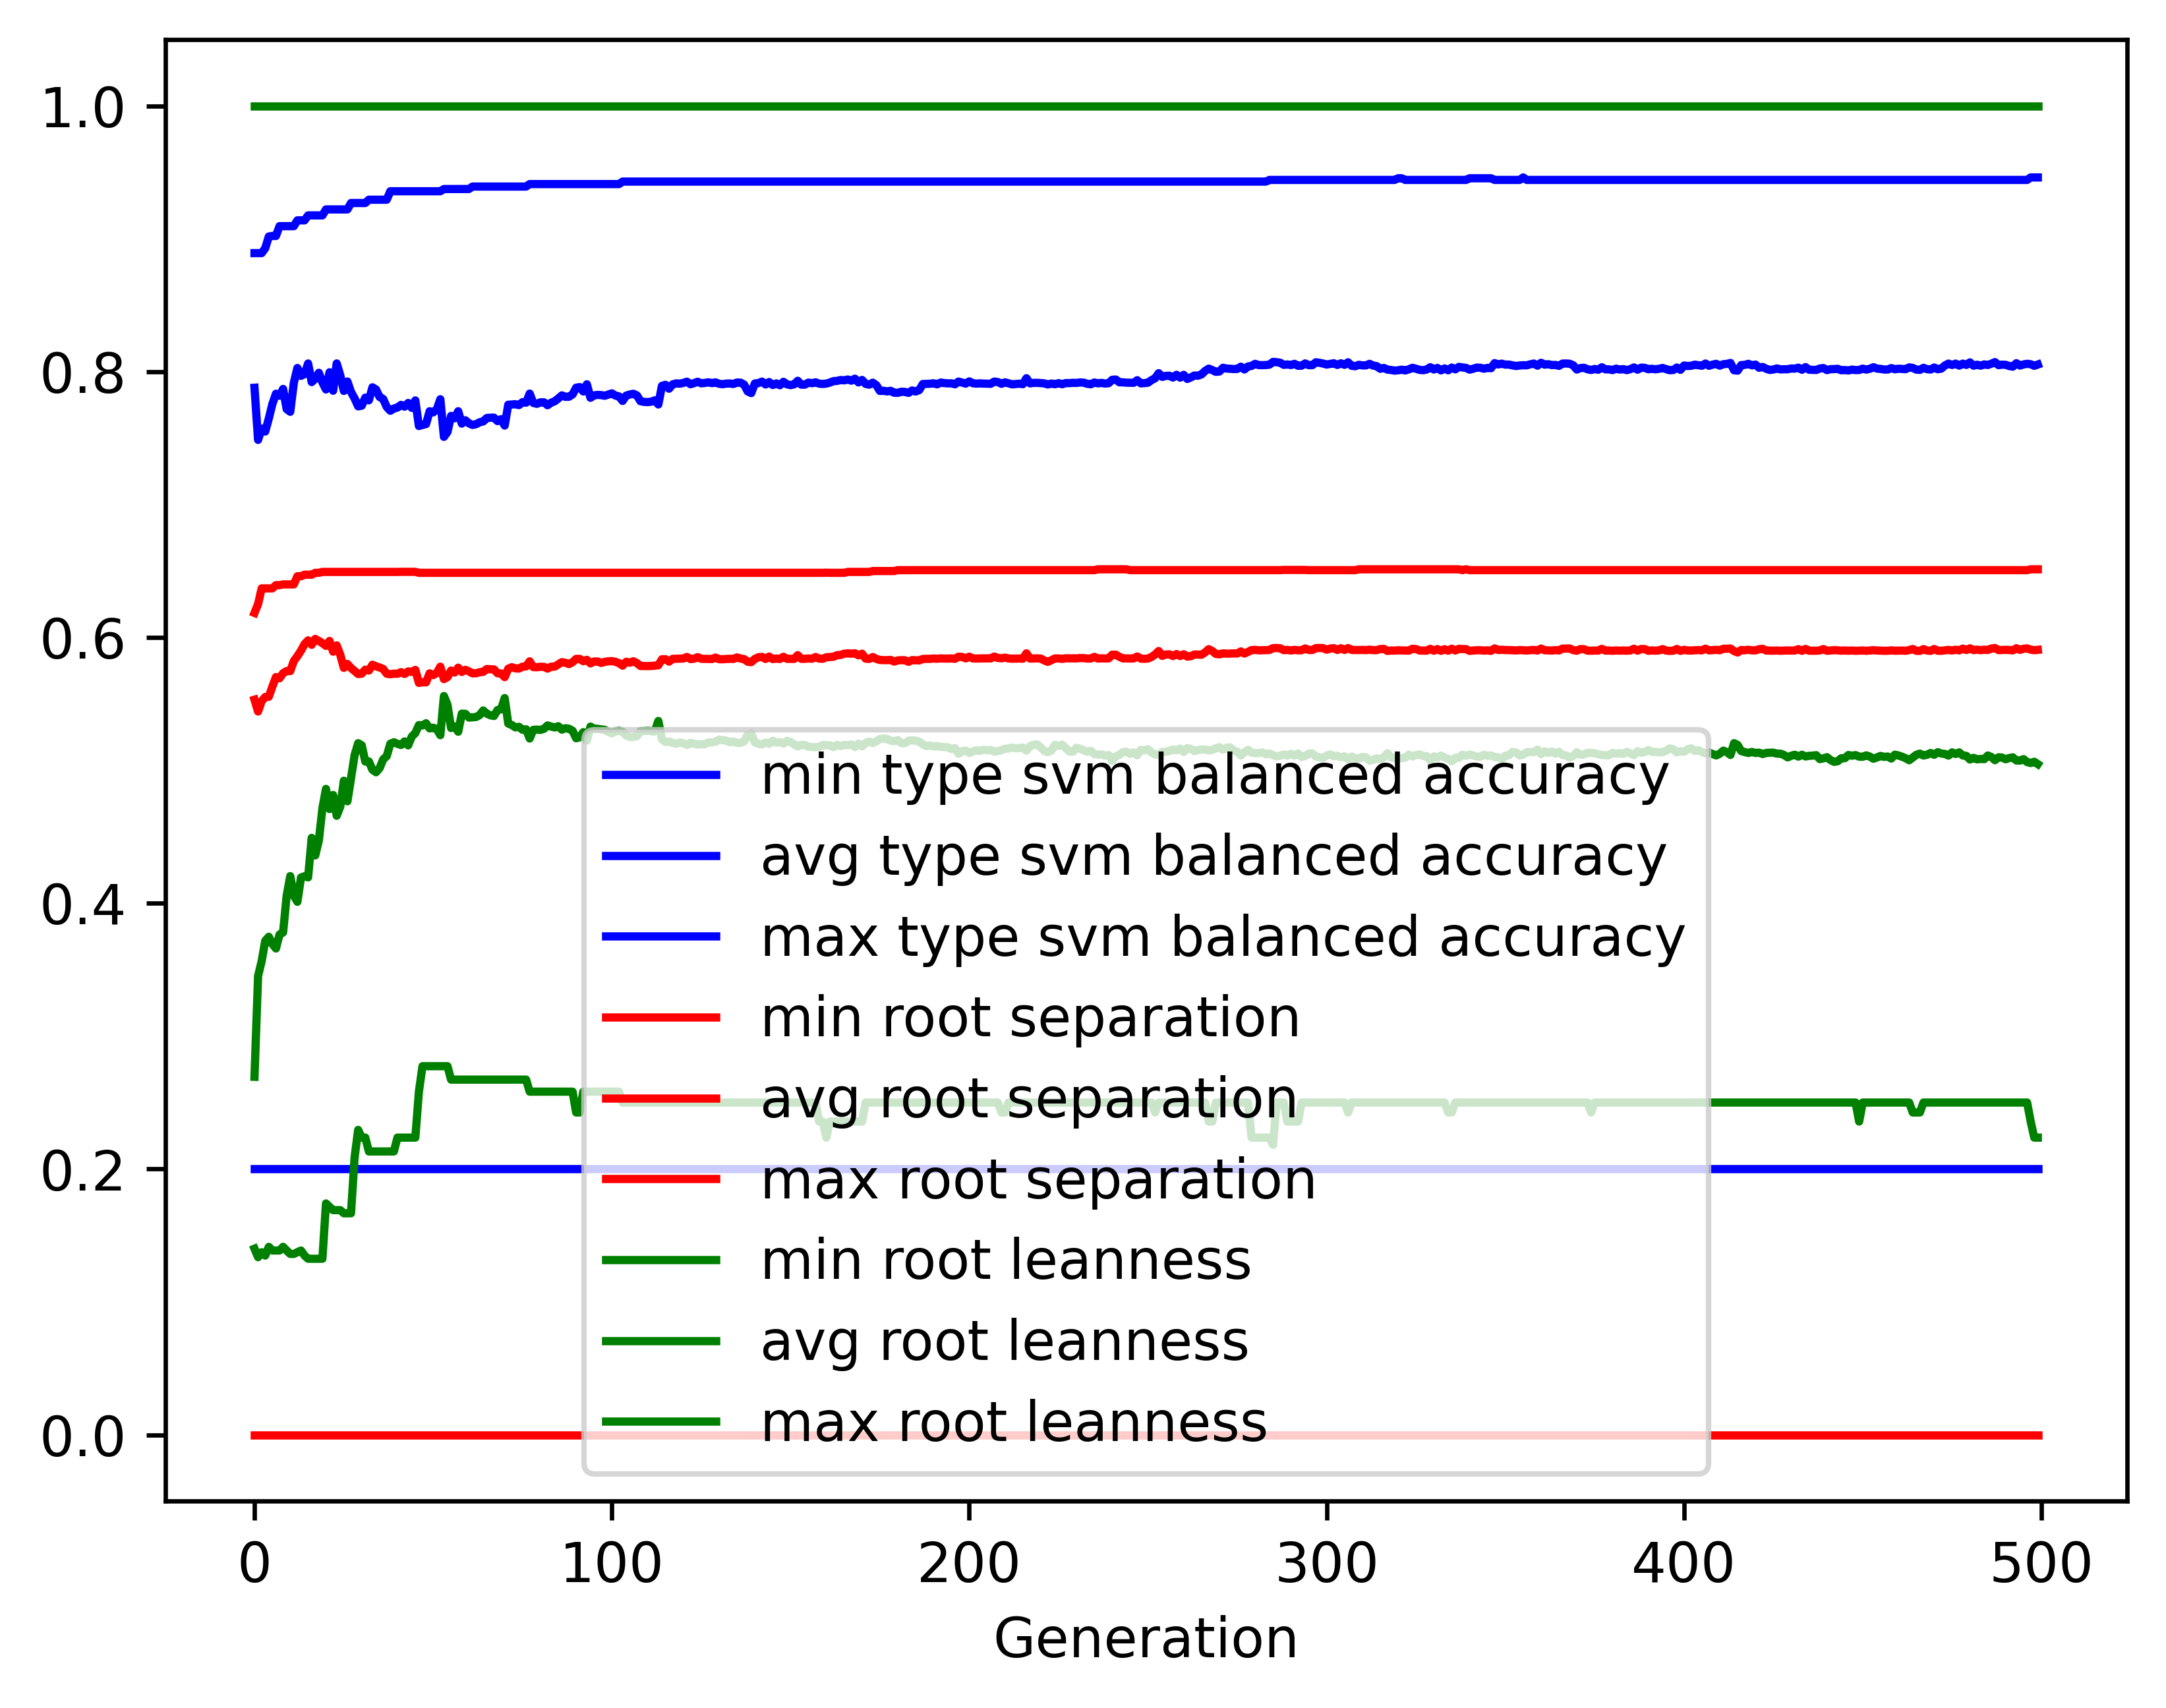 1.0
0.8
0.6
0.4
0.2
0.0
min type svm balanced accuracy
avg type svm balanced accuracy
max type svm balanced accuracy
min root separation
avg root separation
max root separation
min root leanness
avg root leanness
max root leanness
0 100 200 300 400 500
Generation